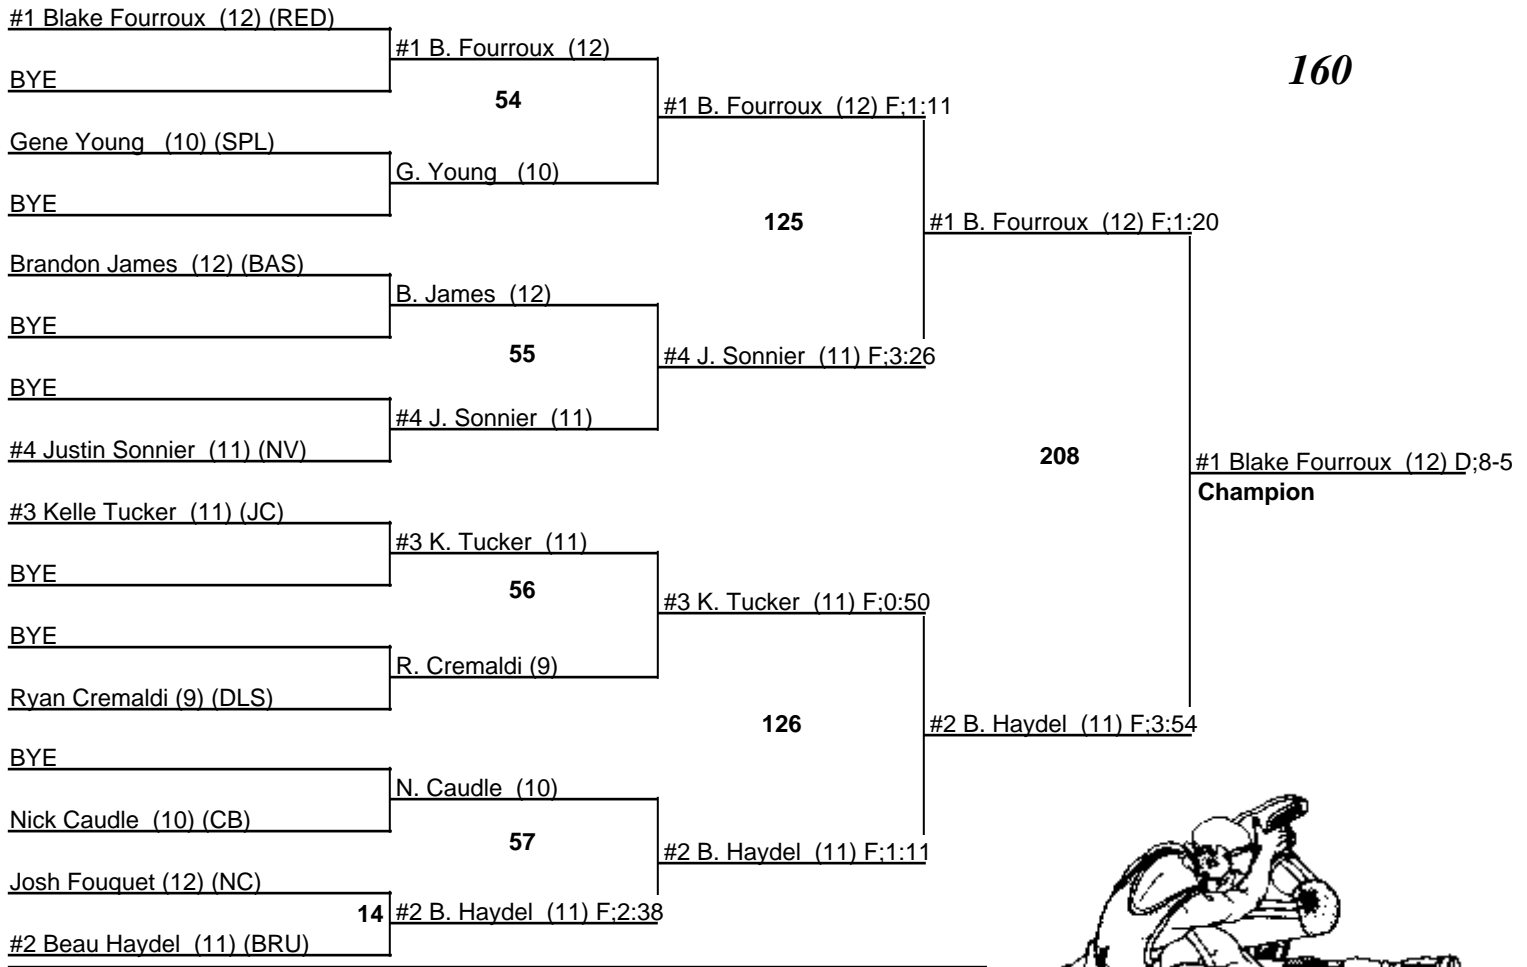 #1 Blake Fourroux (12) (RED)
BYE
Gene Young (10) (SPL)
BYE
Brandon James (12) (BAS)
BYE
BYE
#4 Justin Sonnier (11) (NV)
#3 Kelle Tucker (11) (JC)
BYE
BYE
Ryan Cremaldi (9) (DLS)
BYE
Nick Caudle (10) (CB)
Josh Fouquet (12) (NC)
#2 Beau Haydel (11) (BRU)
14
#1 B. Fourroux (12)
54
G. Young (10)
B. James (12)
55
#4 J. Sonnier (11)
#3 K. Tucker (11)
56
R. Cremaldi (9)
N. Caudle (10)
57
#2 B. Haydel (11) F;2:38
#1 B. Fourroux (12) F;1:11
125
#4 J. Sonnier (11) F;3:26
#3 K. Tucker (11) F;0:50
126
#2 B. Haydel (11) F;1:11
#1 B. Fourroux (12) F;1:20
208
#2 B. Haydel (11) F;3:54
160
#1 Blake Fourroux (12) D;8-5
Champion